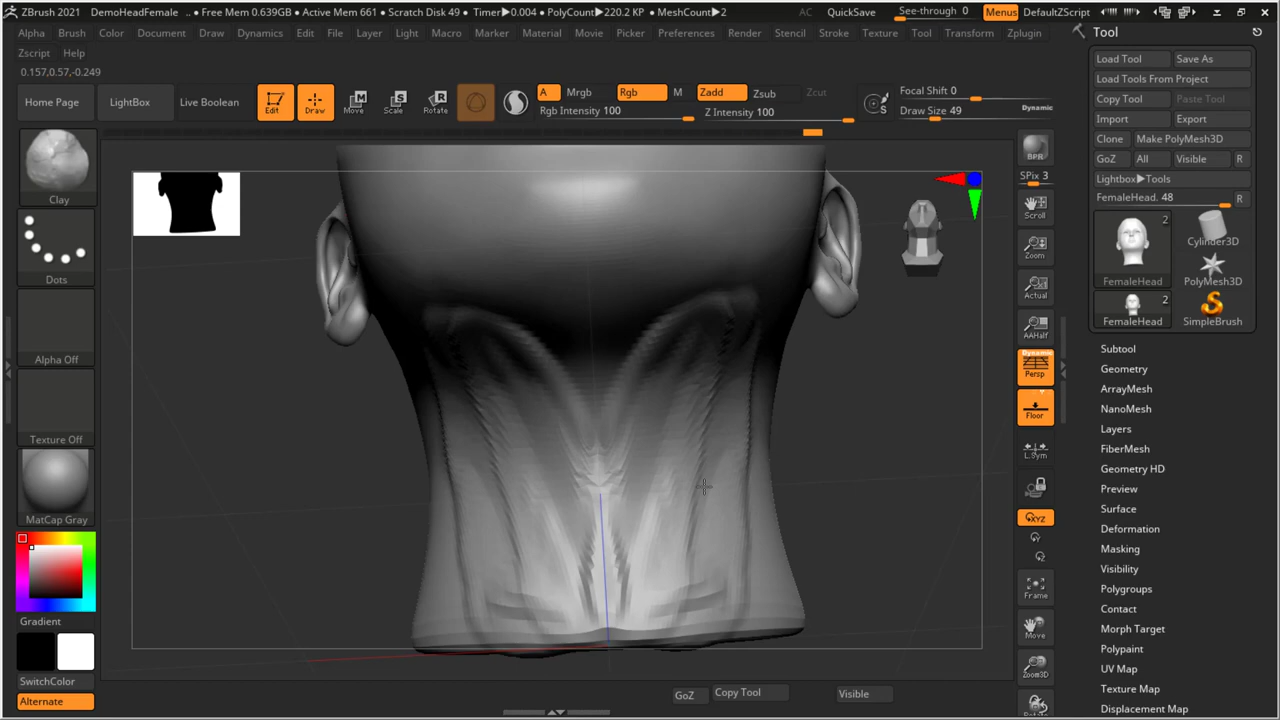 ZBrush 2021 DemoHeadFemale .. • Free Mem 0.639GB • Active Mem 661 • Scratch Disk 49 • Timer▶0.004 • PolyCount▶220.2 KP • MeshCount▶2 AC QuickSave See-through 0 Menus DefaultZScript
Alpha Brush Color Document Draw Dynamics Edit File Layer Light Macro Marker Material Movie Picker Preferences Render Stencil Stroke Texture Tool Transform Zplugin
Zscript Help
0.157,0.57,-0.249
Home Page LightBox Live Boolean Edit Draw Move Scale Rotate
A Mrgb Rgb M Zadd Zsub Zcut
Rgb Intensity 100 Z Intensity 100
S
Focal Shift 0
Draw Size 49 Dynamic
Clay
Dots
Alpha Off
Texture Off
MatCap Gray
Gradient
SwitchColor
Alternate
BPR
SPix 3
Scroll
Zoom
Actual
AAHalf
Dynamic
Persp
Floor
L.Sym
XYZ
Y
Z
Frame
Move
Zoom3D
Rotate
GoZ Copy Tool Visible
Tool
Load Tool Save As
Load Tools From Project
Copy Tool Paste Tool
Import Export
Clone Make PolyMesh3D
GoZ All Visible R
Lightbox▶Tools
FemaleHead. 48 R
2
FemaleHead Cylinder3D
PolyMesh3D
2
FemaleHead SimpleBrush
Subtool
Geometry
ArrayMesh
NanoMesh
Layers
FiberMesh
Geometry HD
Preview
Surface
Deformation
Masking
Visibility
Polygroups
Contact
Morph Target
Polypaint
UV Map
Texture Map
Displacement Map